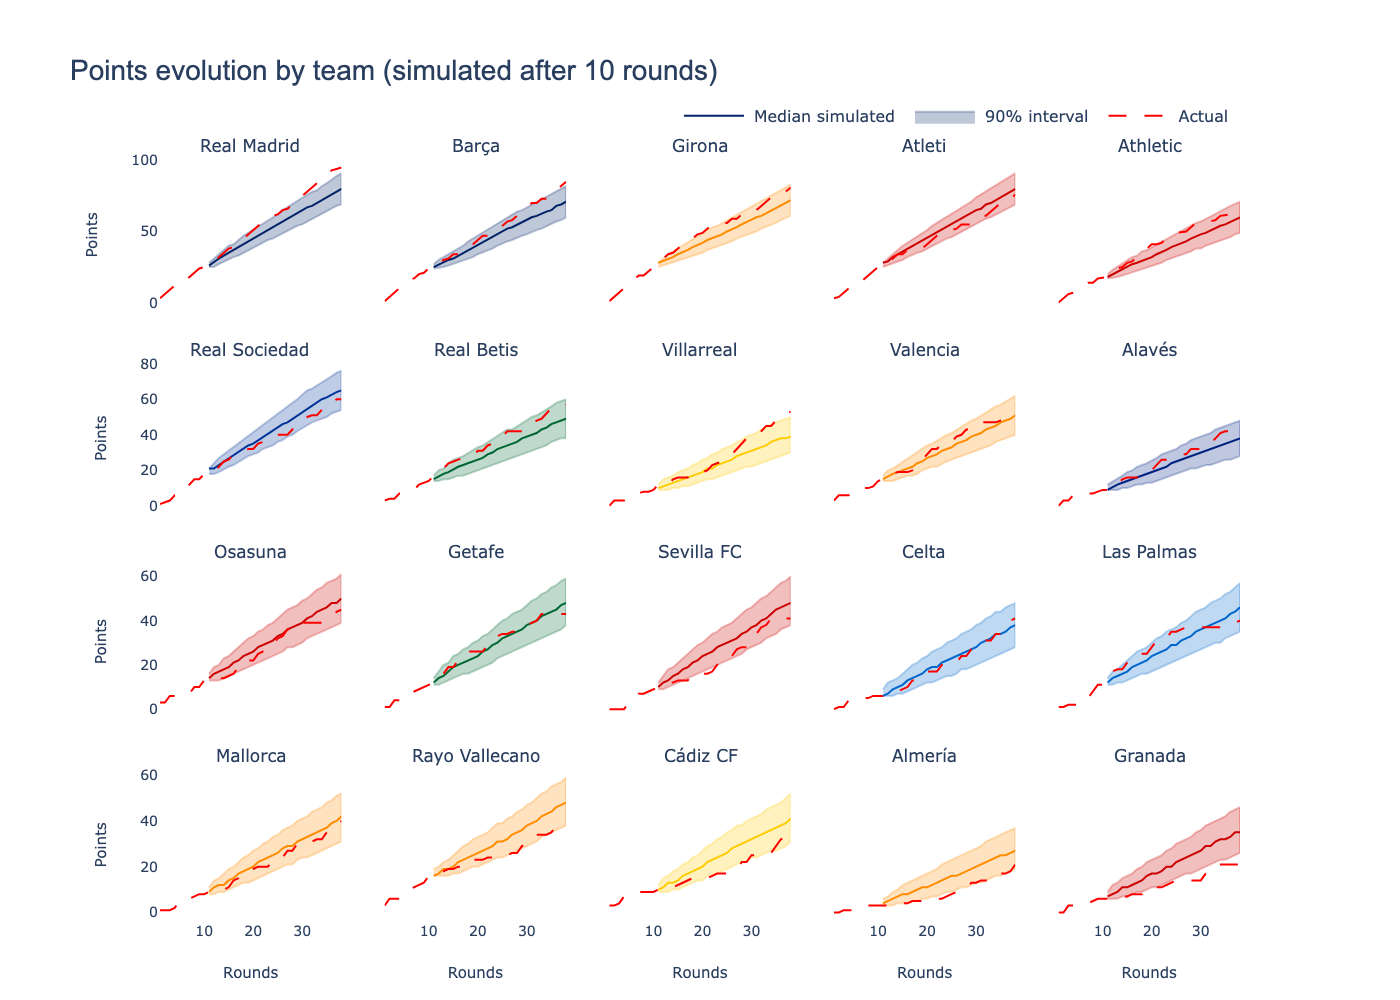 Points evolution by team (simulated after 10 rounds)
Median simulated 90% interval Actual
Real Madrid Barça Girona Atleti Athletic
100
Points
50
0
Real Sociedad Real Betis Villarreal Valencia Alavés
80
60
Points
40
20
0
Osasuna Getafe Sevilla FC Celta Las Palmas
60
40
Points
20
0
Mallorca Rayo Vallecano Cádiz CF Almería Granada
60
40
Points
20
0
10 20 30 10 20 30 10 20 30 10 20 30 10 20 30
Rounds Rounds Rounds Rounds Rounds